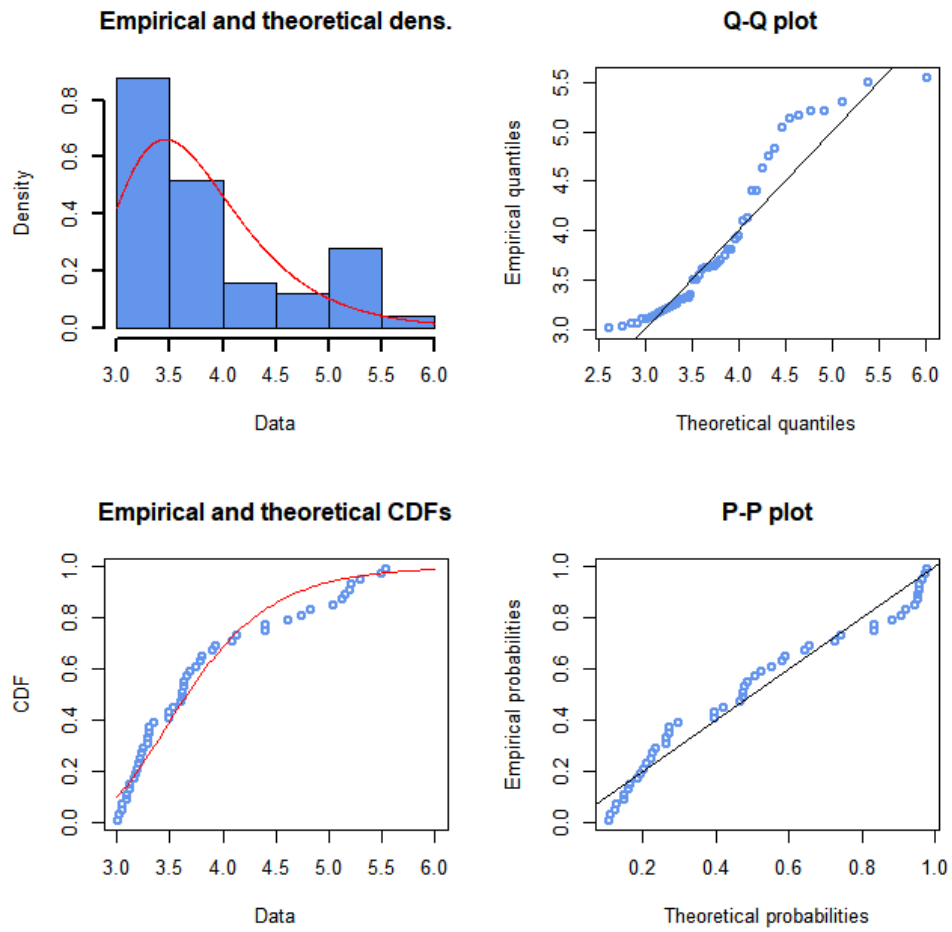 Empirical and theoretical dens.
Density
0.0
0.2
0.4
0.6
0.8
3.0 3.5 4.0 4.5 5.0 5.5 6.0
Data
Q-Q plot
Empirical quantiles
3.0 3.5 4.0 4.5 5.0 5.5
2.5 3.0 3.5 4.0 4.5 5.0 5.5 6.0
Theoretical quantiles
Empirical and theoretical CDFs
CDF
0.0 0.2 0.4 0.6 0.8 1.0
3.0 3.5 4.0 4.5 5.0 5.5 6.0
Data
P-P plot
Empirical probabilities
0.0 0.2 0.4 0.6 0.8 1.0
0.2 0.4 0.6 0.8 1.0
Theoretical probabilities